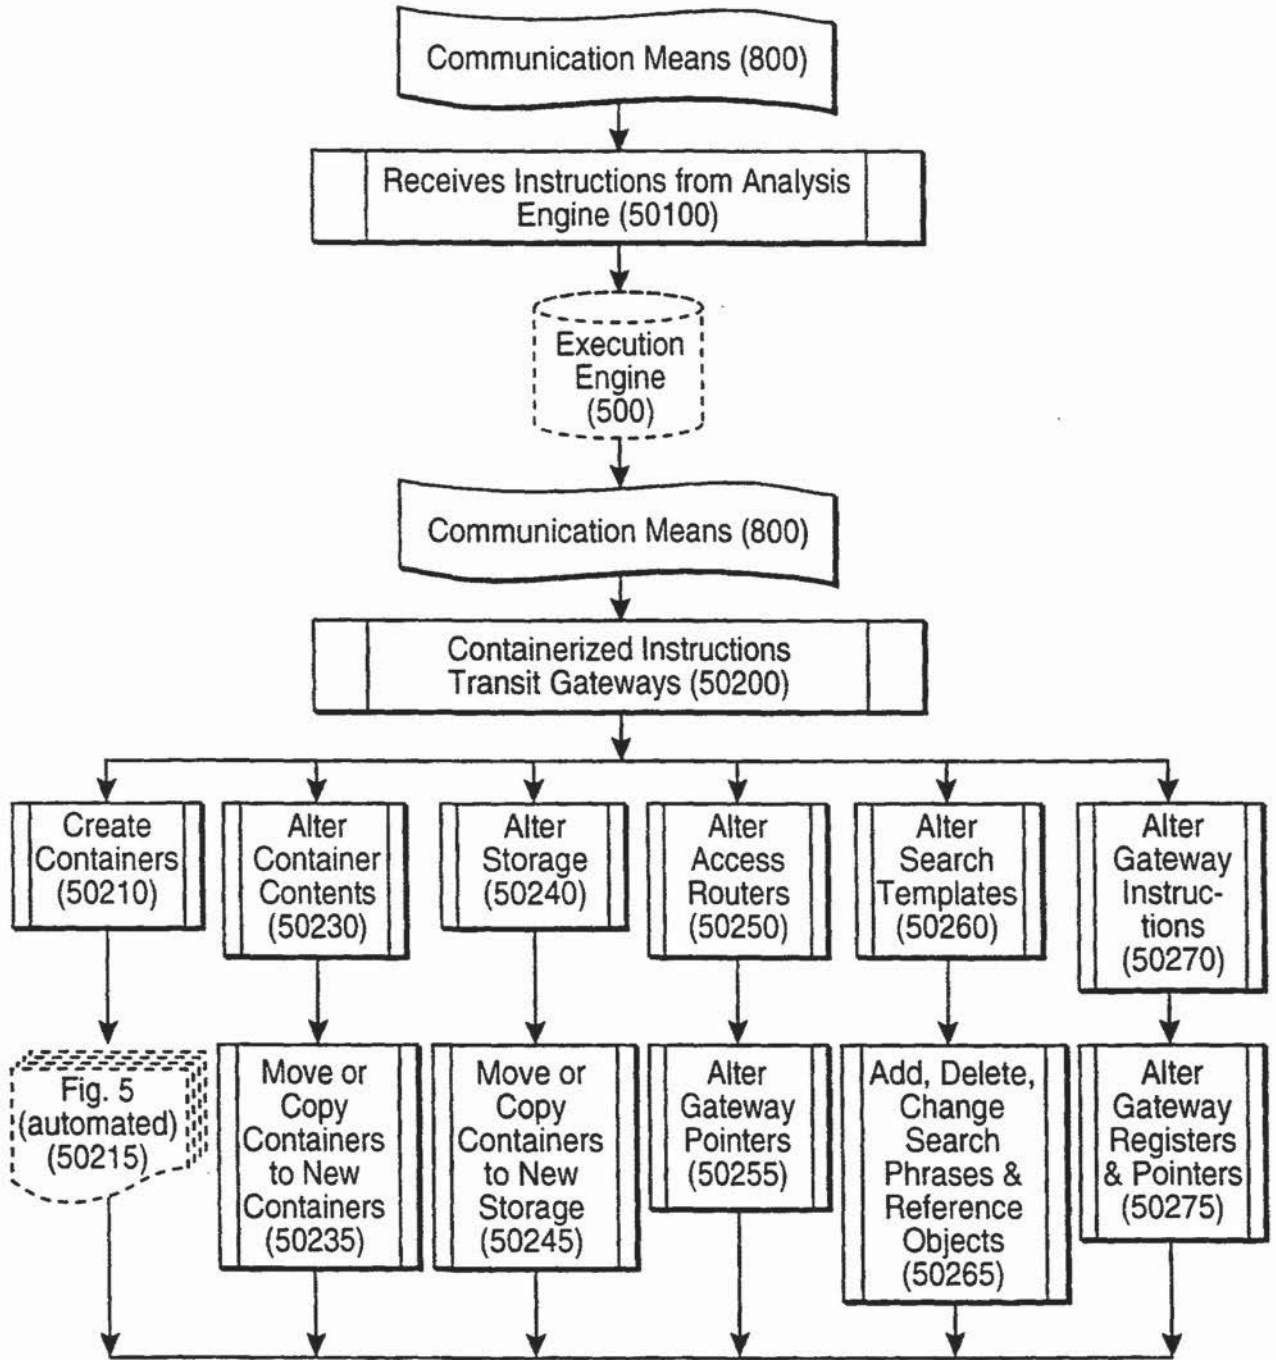 Communication Means (800)
Receives Instructions from Analysis
Engine (50100)
Execution
Engine
(500)
Communication Means (800)
Containerized Instructions
Transit Gateways (50200)
Create
Containers
(50210)
Alter
Container
Contents
(50230)
Alter
Storage
(50240)
Alter
Access
Routers
(50250)
Alter
Search
Templates
(50260)
Alter
Gateway
Instruc-
tions
(50270)
Fig. 5
(automated)
(50215)
Move or
Copy
Containers
to New
Containers
(50235)
Move or
Copy
Containers
to New
Storage
(50245)
Alter
Gateway
Pointers
(50255)
Add, Delete,
Change
Search
Phrases &
Reference
Objects
(50265)
Alter
Gateway
Registers
& Pointers
(50275)